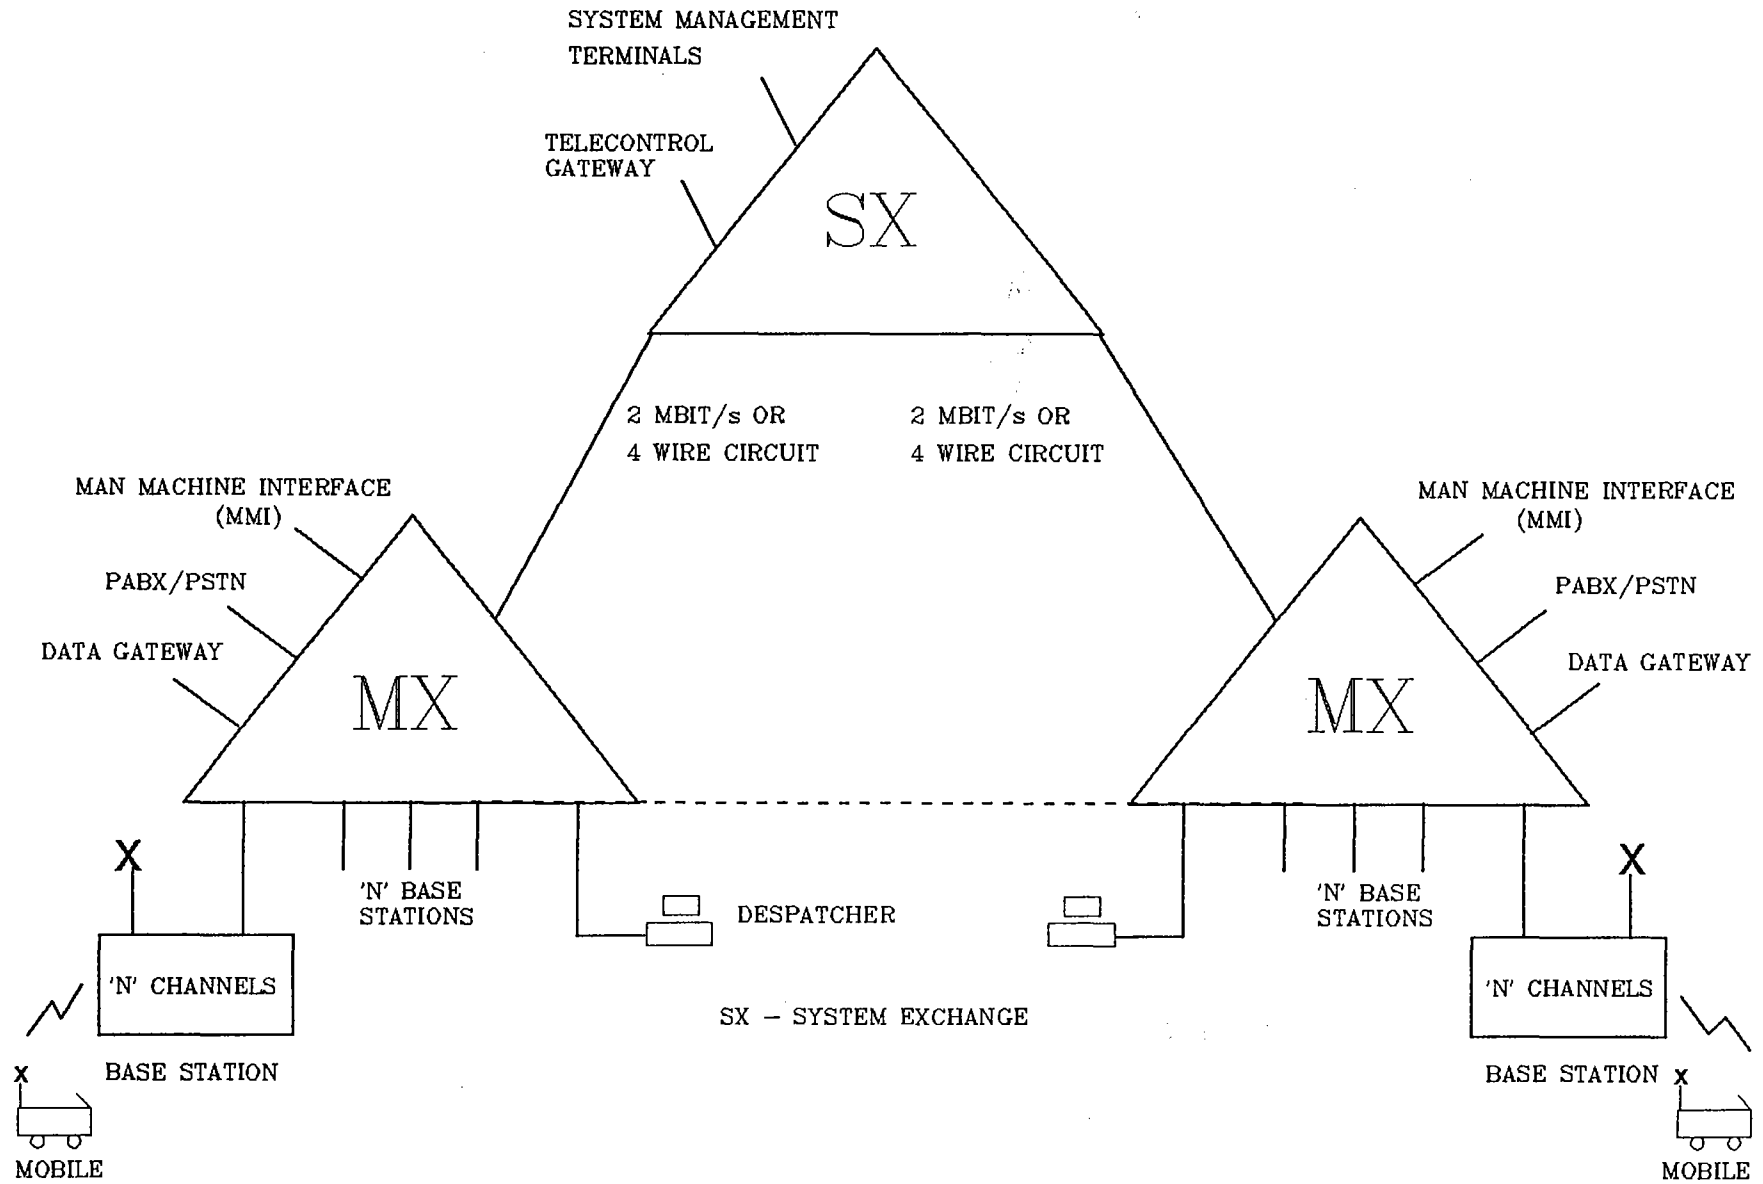 SYSTEM MANAGEMENT
TERMINALS
TELECONTROL
GATEWAY
SX
2 MBIT/s OR
4 WIRE CIRCUIT
2 MBIT/s OR
4 WIRE CIRCUIT
MAN MACHINE INTERFACE
(MMI)
PABX/PSTN
DATA GATEWAY
MX
MAN MACHINE INTERFACE
(MMI)
PABX/PSTN
DATA GATEWAY
MX
X
'N' BASE
STATIONS
DESPATCHER
'N' BASE
STATIONS
X
'N' CHANNELS
'N' CHANNELS
SX – SYSTEM EXCHANGE
X
BASE STATION
BASE STATION
X
MOBILE
MOBILE